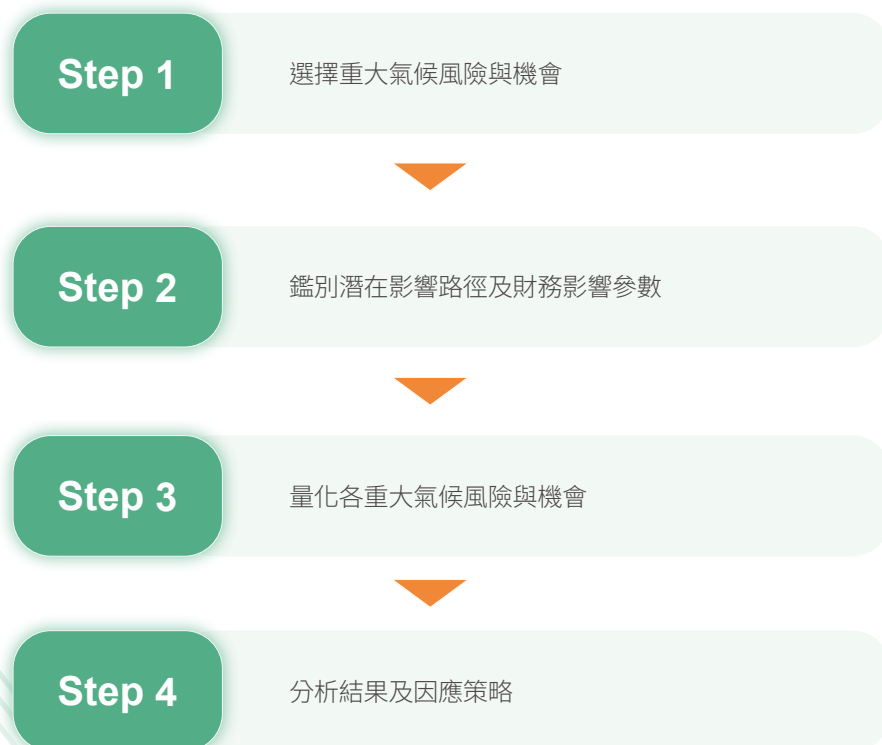 Step 1
選擇重大氣候風險與機會
Step 2
鑑別潛在影響路徑及財務影響參數
Step 3
量化各重大氣候風險與機會
Step 4
分析結果及因應策略